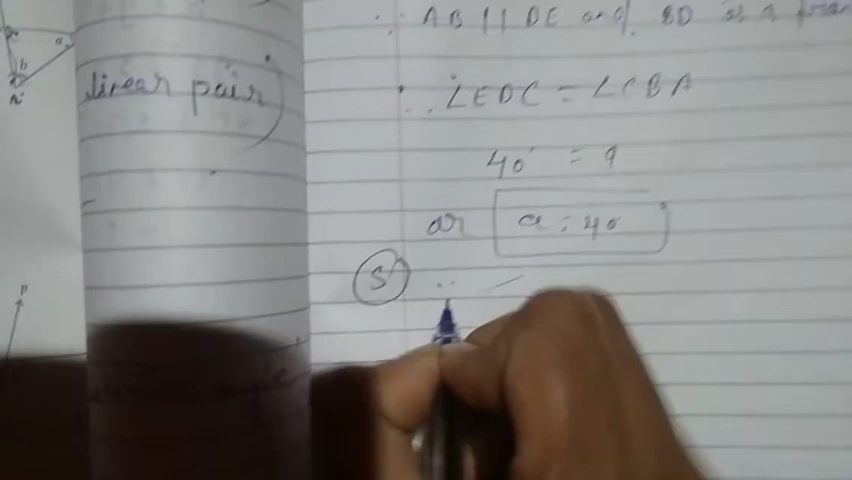 linear pair)
∴ AB || DE and BD is a
∴ ∠EDC = ∠CBA
40° = a
or a = 40°
5